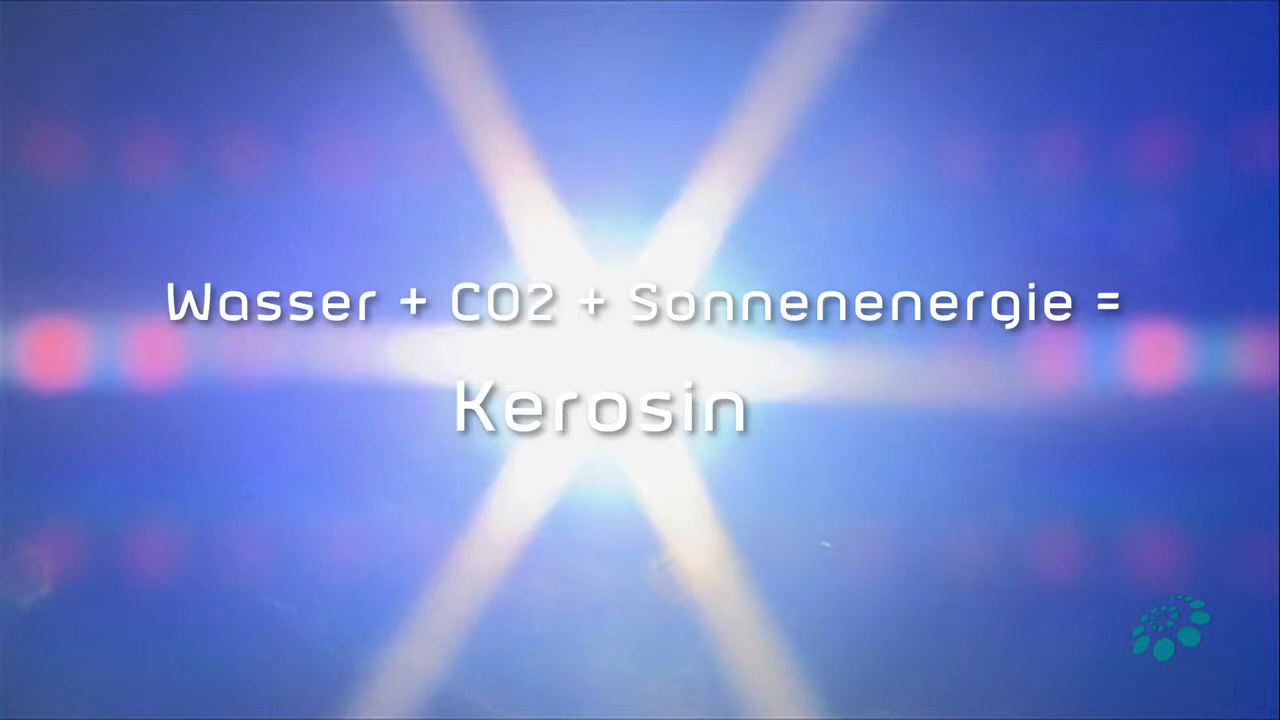 Wasser + CO2 + Sonnenenergie =
Kerosin